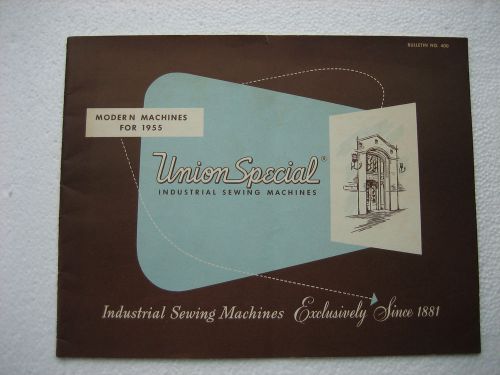 BULLETIN NO. 400
MODERN MACHINES
FOR 1955
Union Special®
INDUSTRIAL SEWING MACHINES
Industrial Sewing Machines Exclusively Since 1881